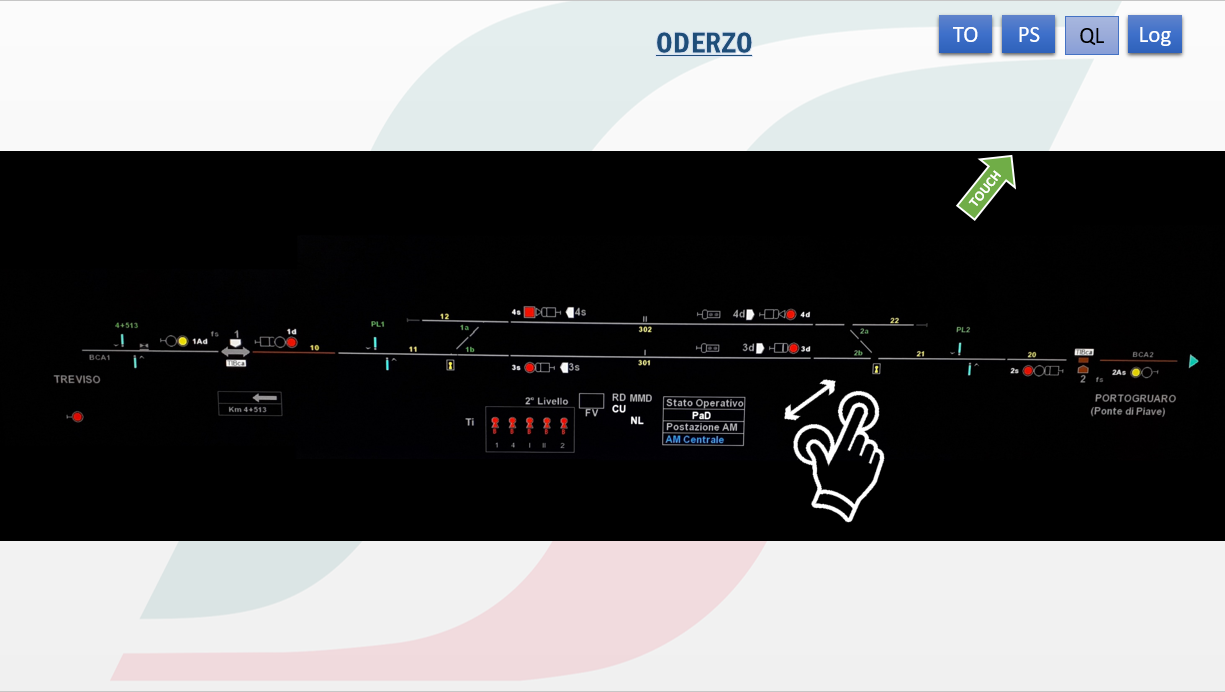 ODERZO
TO PS QL Log
TOUCH
12 4s 4s II 302 4d 4d 22
4+513 1Ad fs 1 1d PL1 1a 2a PL2
BCA1 10 11 1b I 301 3d 3d 2b 21 20 TlBca BCA2
TlBca 3s 3s 2s 2 fs 2As
TREVISO
PORTOGRUARO
(Ponte di Piave)
Km 4+513
Ti
2° Livello
1 4 I II 2
FV
RD MMD
CU
NL
Stato Operativo
PaD
Postazione AM
AM Centrale